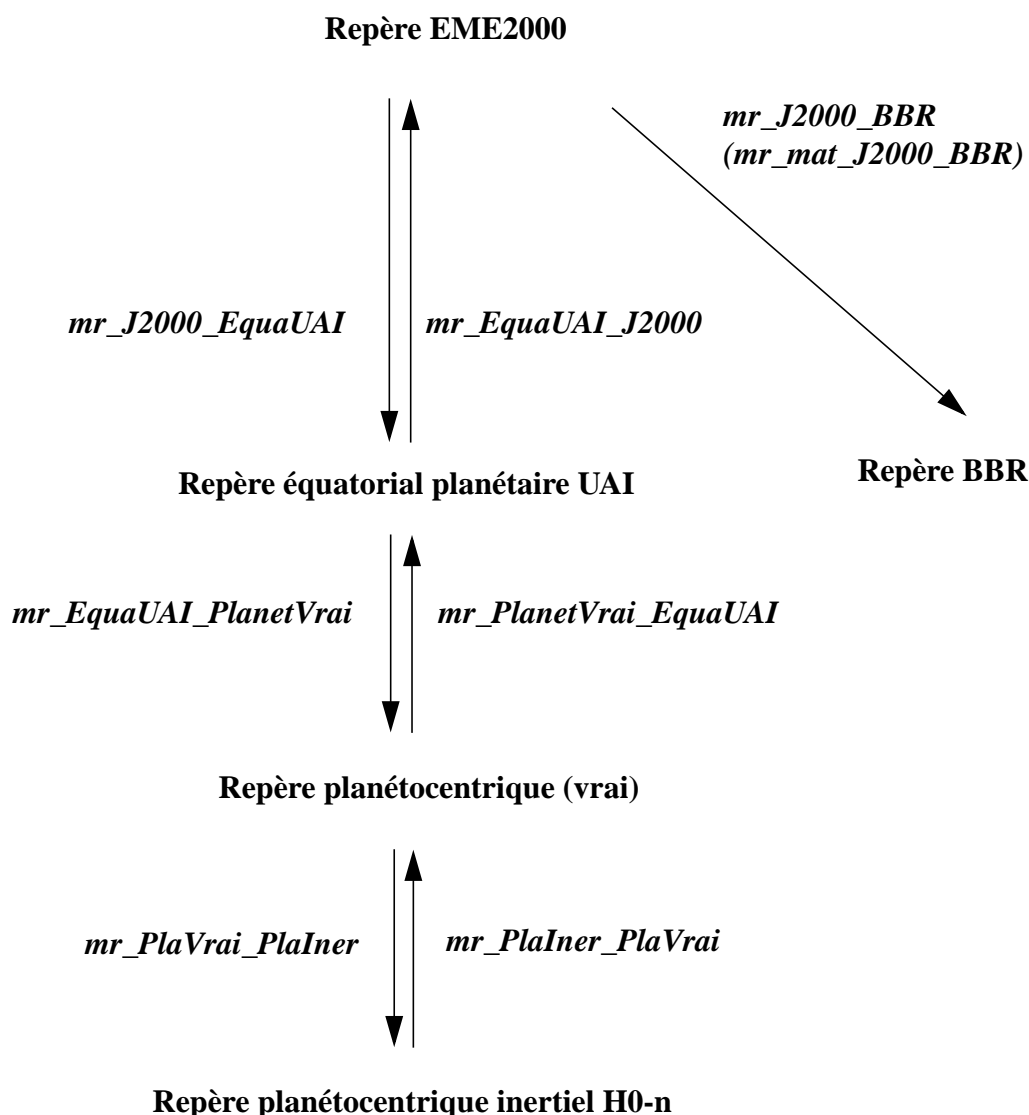 Repère EME2000
mr_J2000_BBR
(mr_mat_J2000_BBR)
mr_J2000_EquaUAI
mr_EquaUAI_J2000
Repère équatorial planétaire UAI
Repère BBR
mr_EquaUAI_PlanetVrai
mr_PlanetVrai_EquaUAI
Repère planétocentrique (vrai)
mr_PlaVrai_PlaIner
mr_PlaIner_PlaVrai
Repère planétocentrique inertiel H0-n